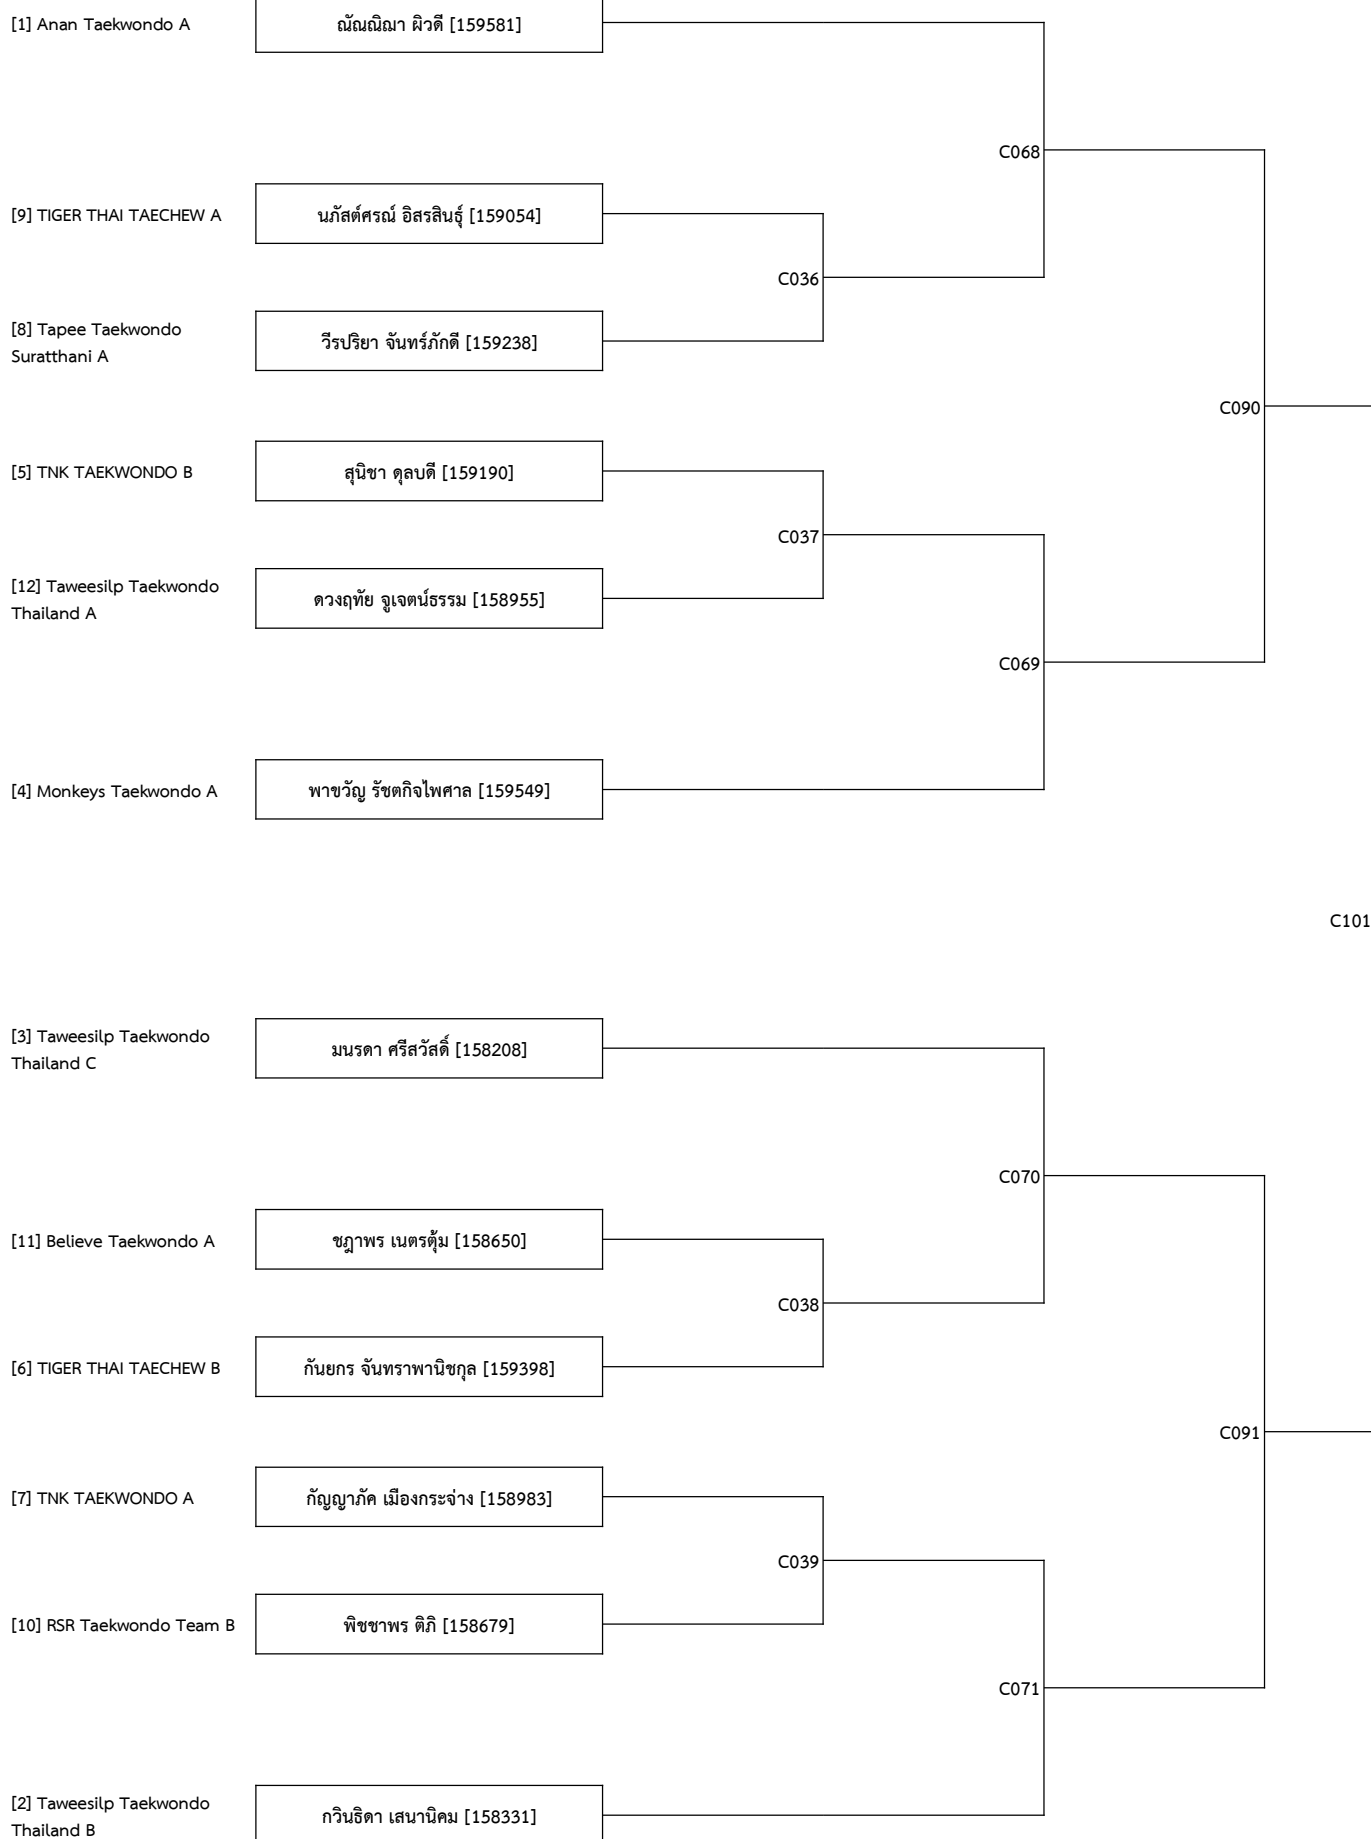 [1] Anan Taekwondo A
ณัณณิฌา ผิวดี [159581]
C068
[9] TIGER THAI TAECHEW A
นภัสต์ศรณ์ อิสรสินธุ์ [159054]
C036
[8] Tapee Taekwondo
Suratthani A
วีรปริยา จันทร์ภักดี [159238]
C090
[5] TNK TAEKWONDO B
สุนิชา ดุลบดี [159190]
C037
[12] Taweesilp Taekwondo
Thailand A
ดวงฤทัย จูเจตน์ธรรม [158955]
C069
[4] Monkeys Taekwondo A
พาขวัญ รัชตกิจไพศาล [159549]
C101
[3] Taweesilp Taekwondo
Thailand C
มนรดา ศรีสวัสดิ์ [158208]
C070
[11] Believe Taekwondo A
ชฎาพร เนตรตุ้ม [158650]
C038
[6] TIGER THAI TAECHEW B
กันยกร จันทราพานิชกุล [159398]
C091
[7] TNK TAEKWONDO A
กัญญาภัค เมืองกระจ่าง [158983]
C039
[10] RSR Taekwondo Team B
พิชชาพร ติภิ [158679]
C071
[2] Taweesilp Taekwondo
Thailand B
กวินธิดา เสนานิคม [158331]